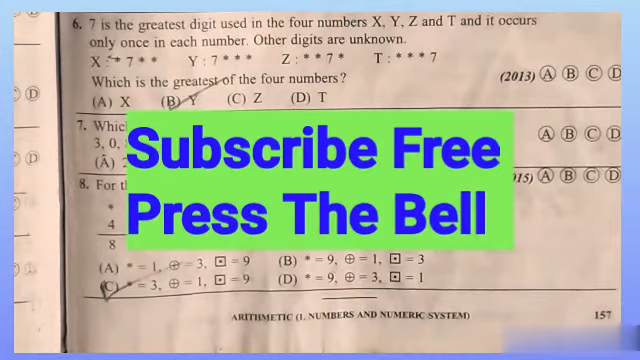 6. 7 is the greatest digit used in the four numbers X, Y, Z and T and it occurs
only once in each number. Other digits are unknown.
X : * 7 * * Y : 7 * * * Z : * * 7 * T : * * * 7
Which is the greatest of the four numbers? (2013) A B C D
(A) X (B) Y (C) Z (D) T
7. Whic A B C D
3, 0,
(A)
Subscribe Free
Press The Bell
8. For th 15) A B C D
*
4
8
(A) * = 1, ⊕ = 3, ⊡ = 9 (B) * = 9, ⊕ = 1, ⊡ = 3
(C) * = 3, ⊕ = 1, ⊡ = 9 (D) * = 9, ⊕ = 3, ⊡ = 1
ARITHMETIC (1. NUMBERS AND NUMERIC SYSTEM) 157